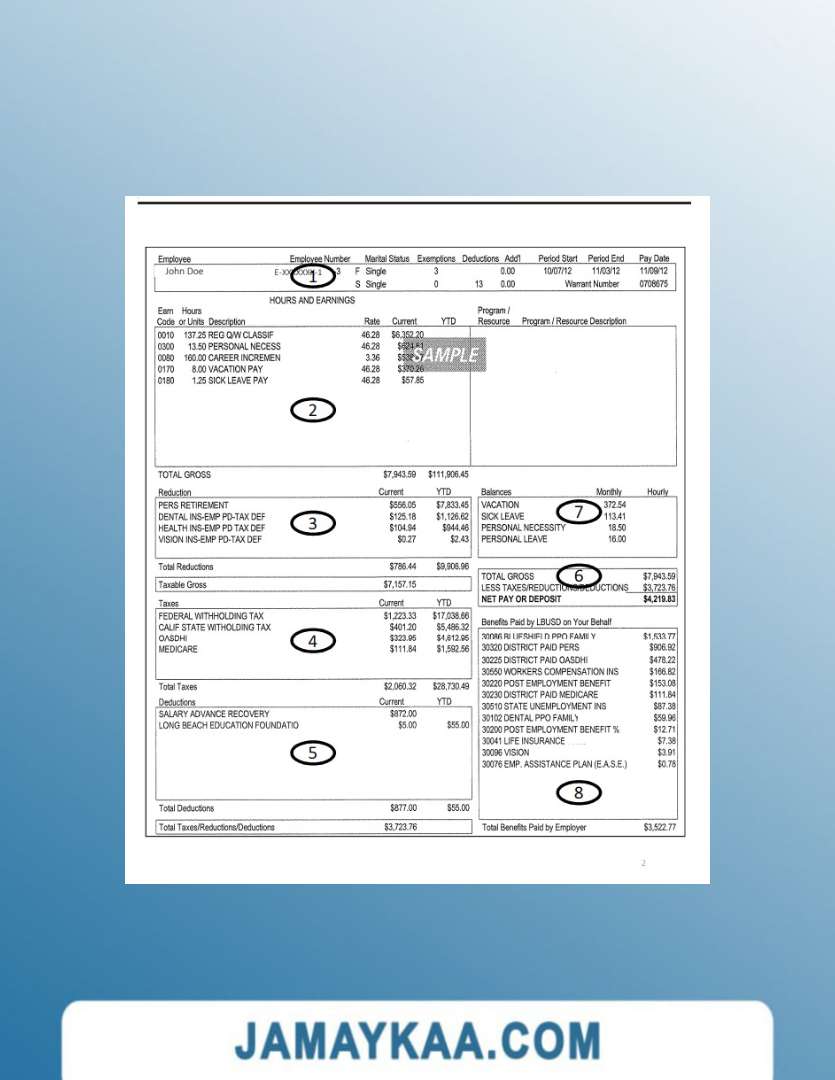 Employee Employee Number Marital Status Exemptions Deductions Add'l Period Start Period End Pay Date
John Doe 3 F Single 3 0.00 10/07/12 11/03/12 11/09/12
1
S Single 0 13 0.00 Warrant Number 0708675
HOURS AND EARNINGS
Earn Hours Program /
Code or Units Description Rate Current YTD Resource Program / Resource Description
0010 137.25 REG Q/W CLASSIF 46.28 $6,352.20
0300 13.50 PERSONAL NECESS 46.28
0080 160.00 CAREER INCREMEN 3.36
SAMPLE
0170 8.00 VACATION PAY 46.28 $370.26
0180 1.25 SICK LEAVE PAY 46.28 $57.85
2
TOTAL GROSS $7,943.59 $111,906.45
Reduction Current YTD
PERS RETIREMENT $556.05 $7,833.45
DENTAL INS-EMP PD-TAX DEF $125.18 $1,126.62
3
HEALTH INS-EMP PD TAX DEF $104.94 $944.46
VISION INS-EMP PD-TAX DEF $0.27 $2.43
Total Reductions $786.44 $9,906.96
Taxable Gross $7,157.15
Taxes Current YTD
FEDERAL WITHHOLDING TAX $1,223.33 $17,038.66
CALIF STATE WITHOLDING TAX $401.20 $5,486.32
OASDHI $323.95 $4,612.95
4
MEDICARE $111.84 $1,592.56
Total Taxes $2,060.32 $28,730.49
Deductions Current YTD
SALARY ADVANCE RECOVERY $872.00
LONG BEACH EDUCATION FOUNDATIO $5.00 $55.00
5
Total Deductions $877.00 $55.00
Total Taxes/Reductions/Deductions $3,723.76
Balances Monthly Hourly
VACATION 372.54
7
SICK LEAVE 113.41
PERSONAL NECESSITY 18.50
PERSONAL LEAVE 16.00
6
TOTAL GROSS $7,943.59
LESS TAXES/REDUCTIONS/DEDUCTIONS $3,723.76
NET PAY OR DEPOSIT $4,219.83
Benefits Paid by LBUSD on Your Behalf
30086 BLUESHIELD PPO FAMILY $1,533.77
30320 DISTRICT PAID PERS $906.92
30225 DISTRICT PAID OASDHI $478.22
30550 WORKERS COMPENSATION INS $166.82
30220 POST EMPLOYMENT BENEFIT $153.08
30230 DISTRICT PAID MEDICARE $111.84
30510 STATE UNEMPLOYMENT INS $87.38
30102 DENTAL PPO FAMILY $59.96
30200 POST EMPLOYMENT BENEFIT % $12.71
30041 LIFE INSURANCE $7.38
30096 VISION $3.91
30076 EMP. ASSISTANCE PLAN (E.A.S.E.) $0.78
8
Total Benefits Paid by Employer $3,522.77
2
JAMAYKAA.COM